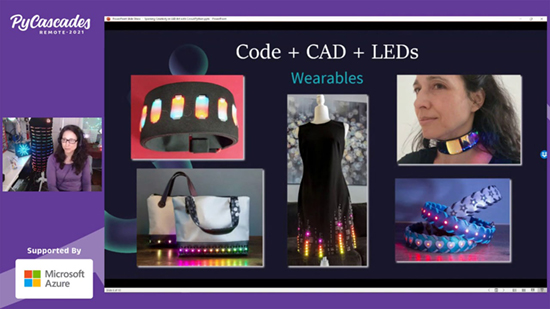 PyCascades
REMOTE·2021
Code + CAD + LEDs
Wearables
Supported By
Microsoft
Azure